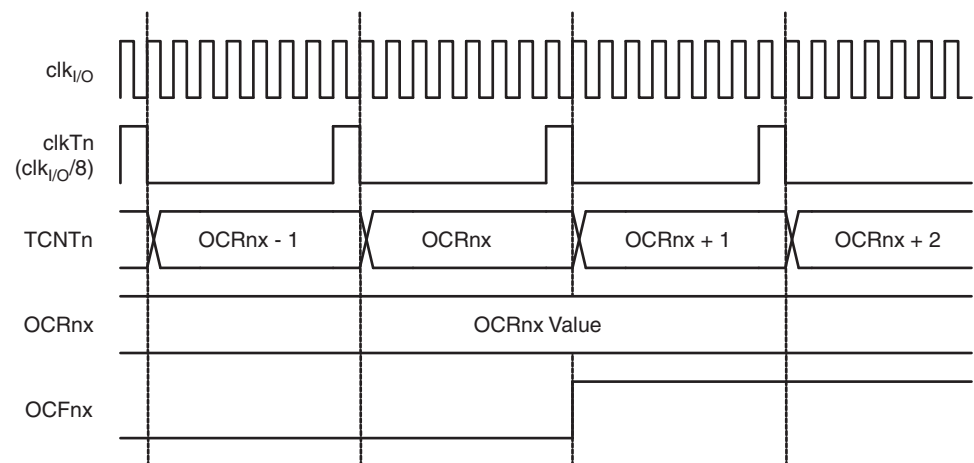 clkI/O
clkTn
(clkI/O/8)
TCNTn
OCRnx - 1
OCRnx
OCRnx + 1
OCRnx + 2
OCRnx
OCRnx Value
OCFnx